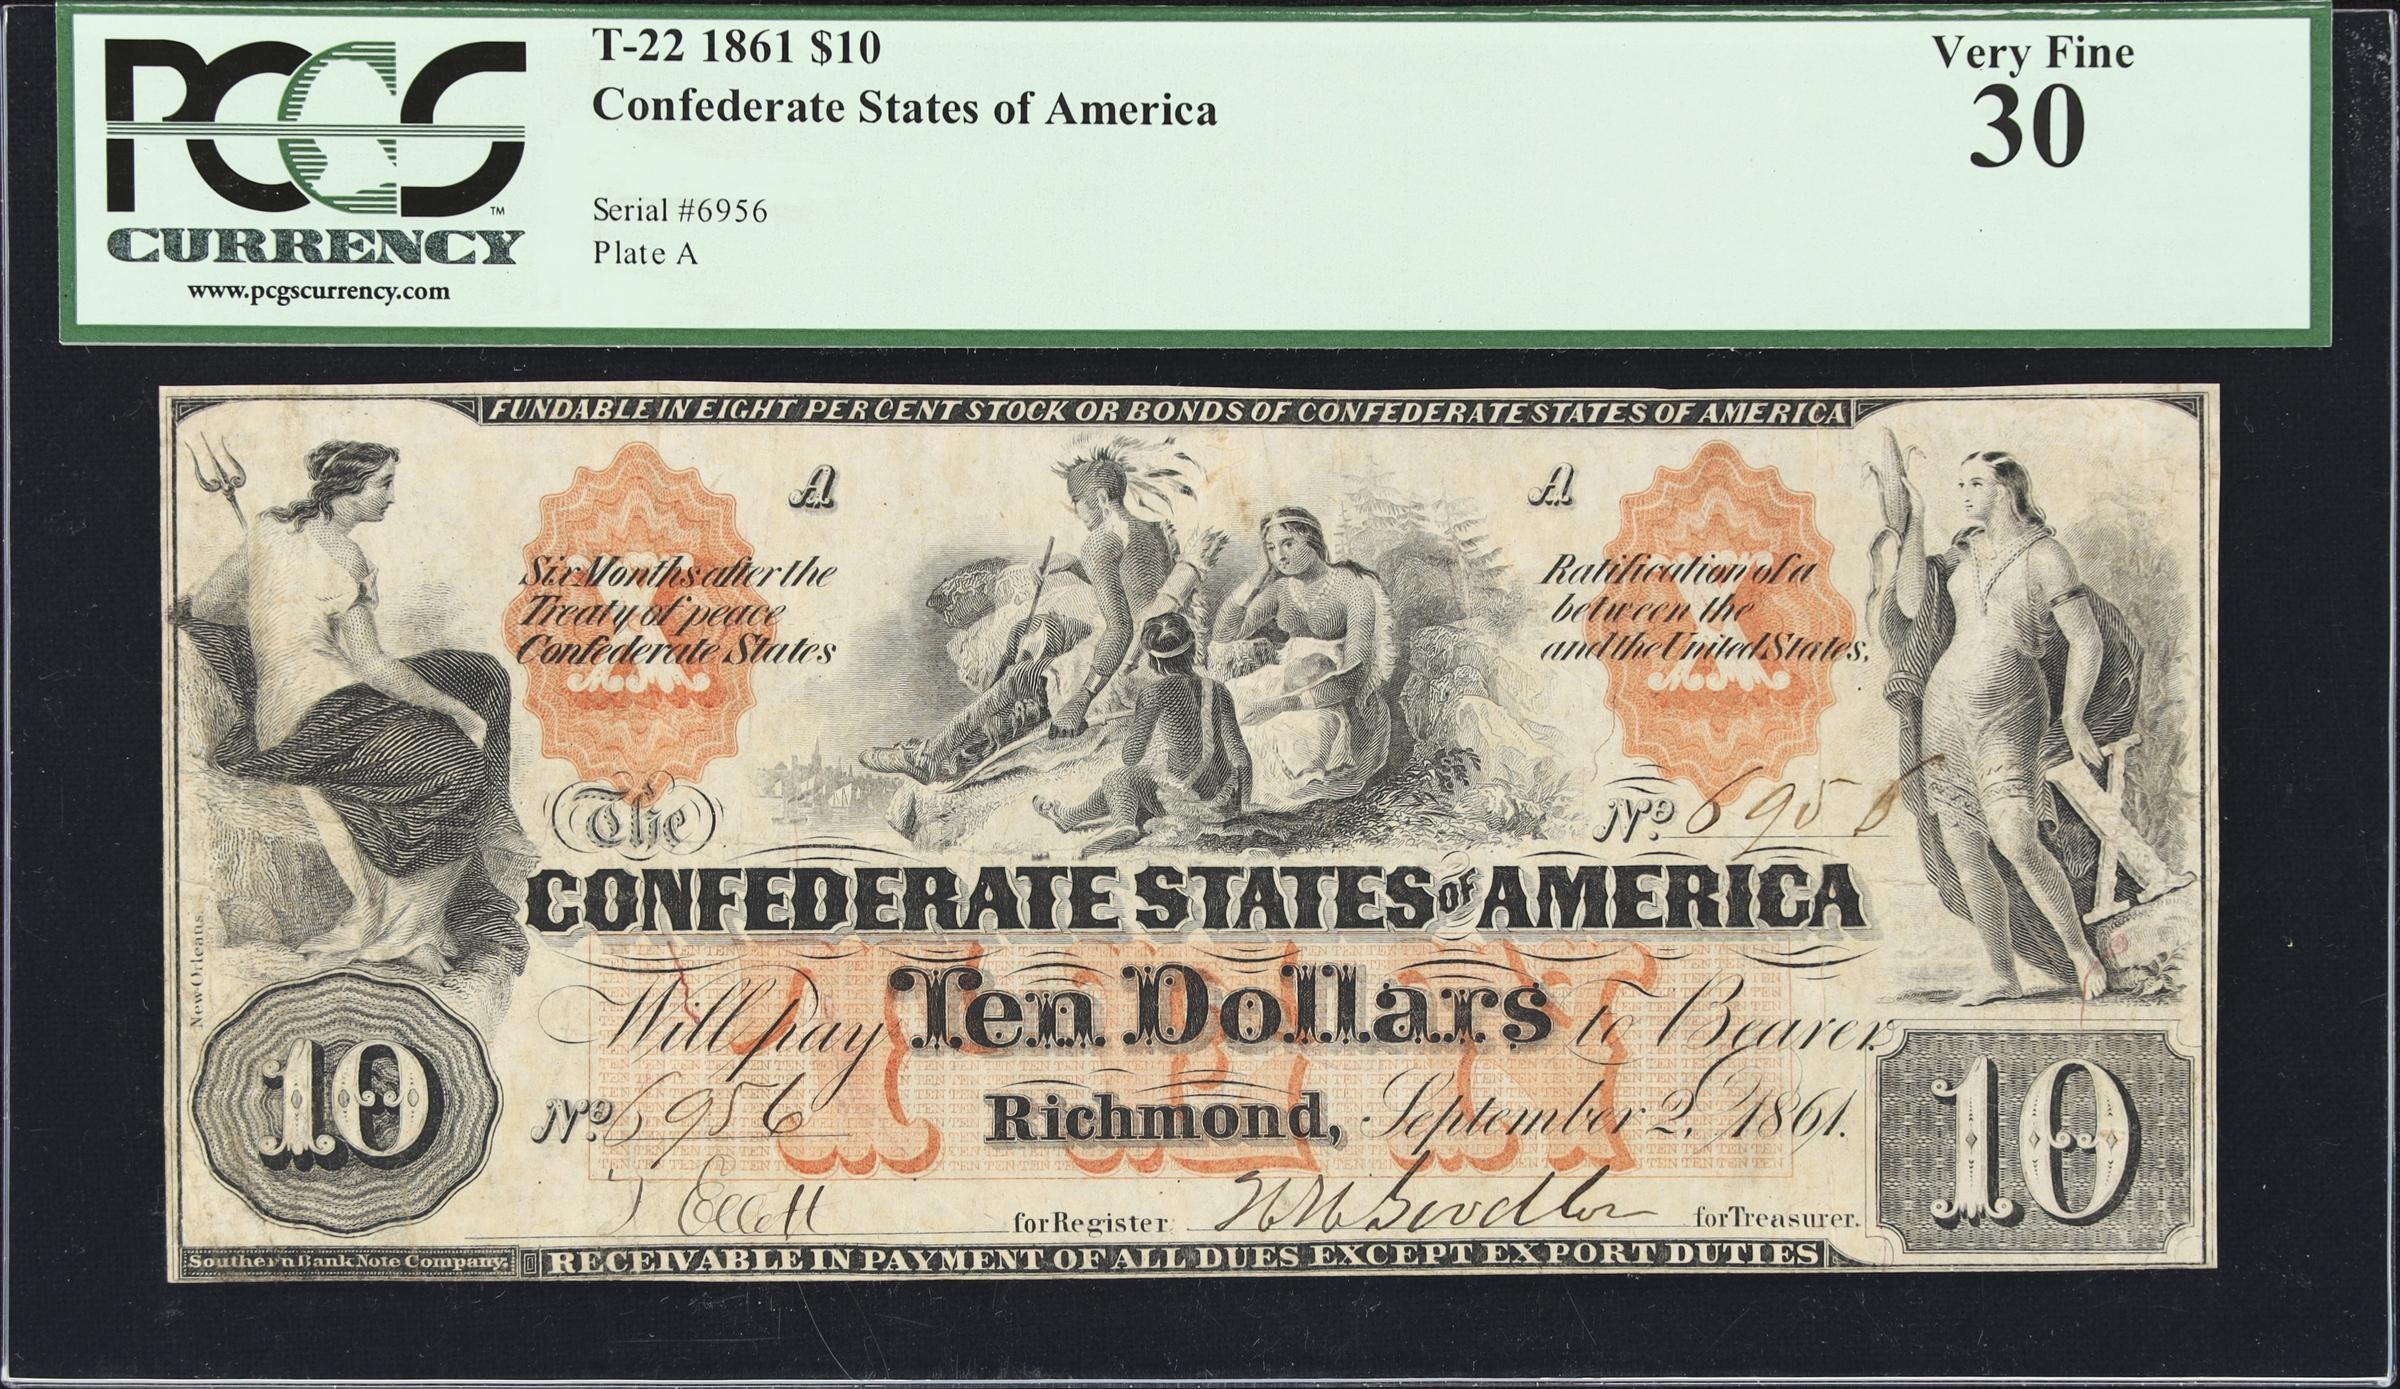 PCGS™
CURRENCY
www.pcgscurrency.com
T-22 1861 $10
Confederate States of America
Serial #6956
Plate A
Very Fine
30
FUNDABLE IN EIGHT PER CENT STOCK OR BONDS OF CONFEDERATE STATES OF AMERICA
A
A
X
X
Six Months after the Ratification of a
Treaty of peace between the
Confederate States and the United States,
X
The
No. 6956
CONFEDERATE STATES of AMERICA
TEN
Will pay Ten Dollars to Bearer
No. 6956
Richmond, September 2, 1861.
New-Orleans.
10
10
J Ellett for Register
for Treasurer.
Southern Bank Note Company.
RECEIVABLE IN PAYMENT OF ALL DUES EXCEPT EXPORT DUTIES